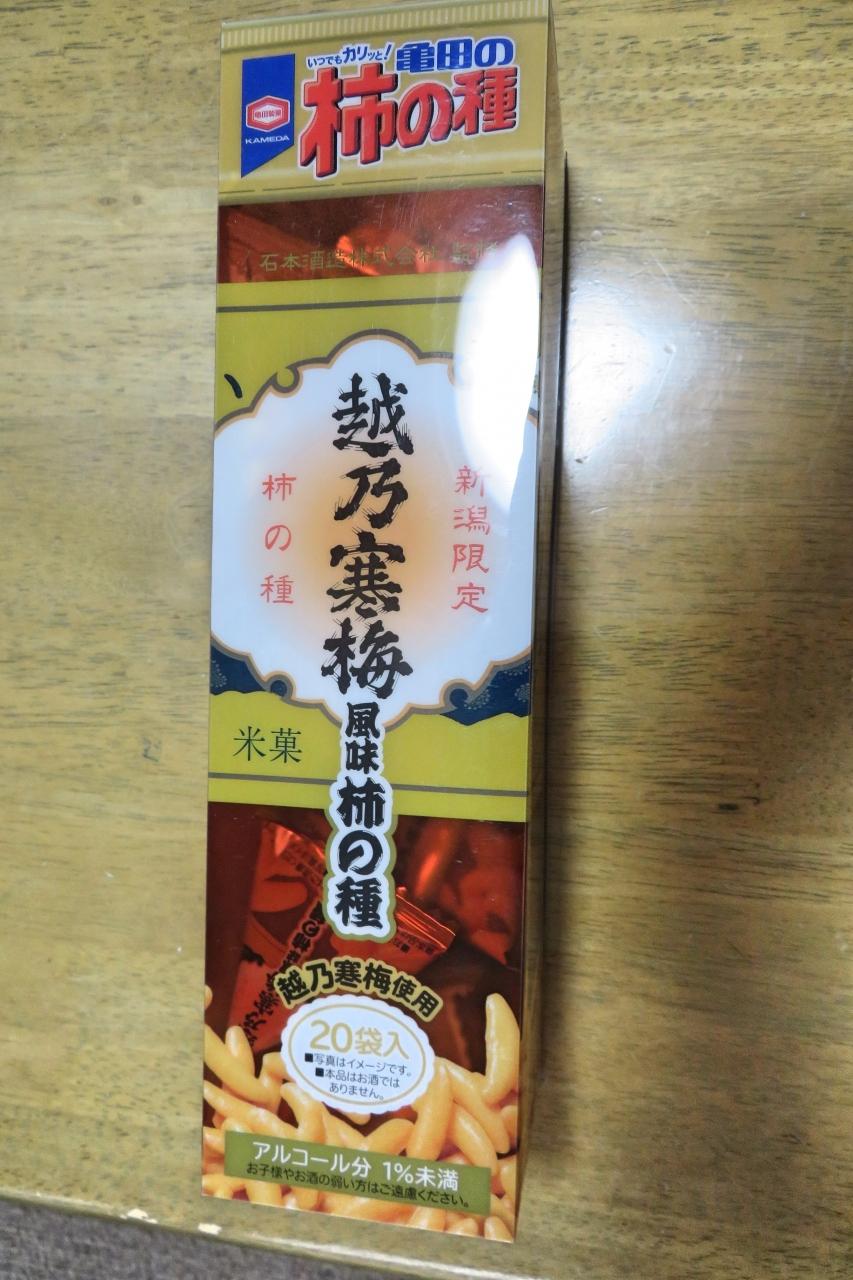 いつでもカリッと!
亀田の
柿の種
亀田製菓
KAMEDA
石本酒造株式会社 監修
新潟限定
越乃寒梅
柿の種
風味
柿の種
米菓
越乃寒梅使用
20袋入
■写真はイメージです。
■本品はお酒では
ありません。
アルコール分 1%未満
お子様やお酒の弱い方はご遠慮ください。